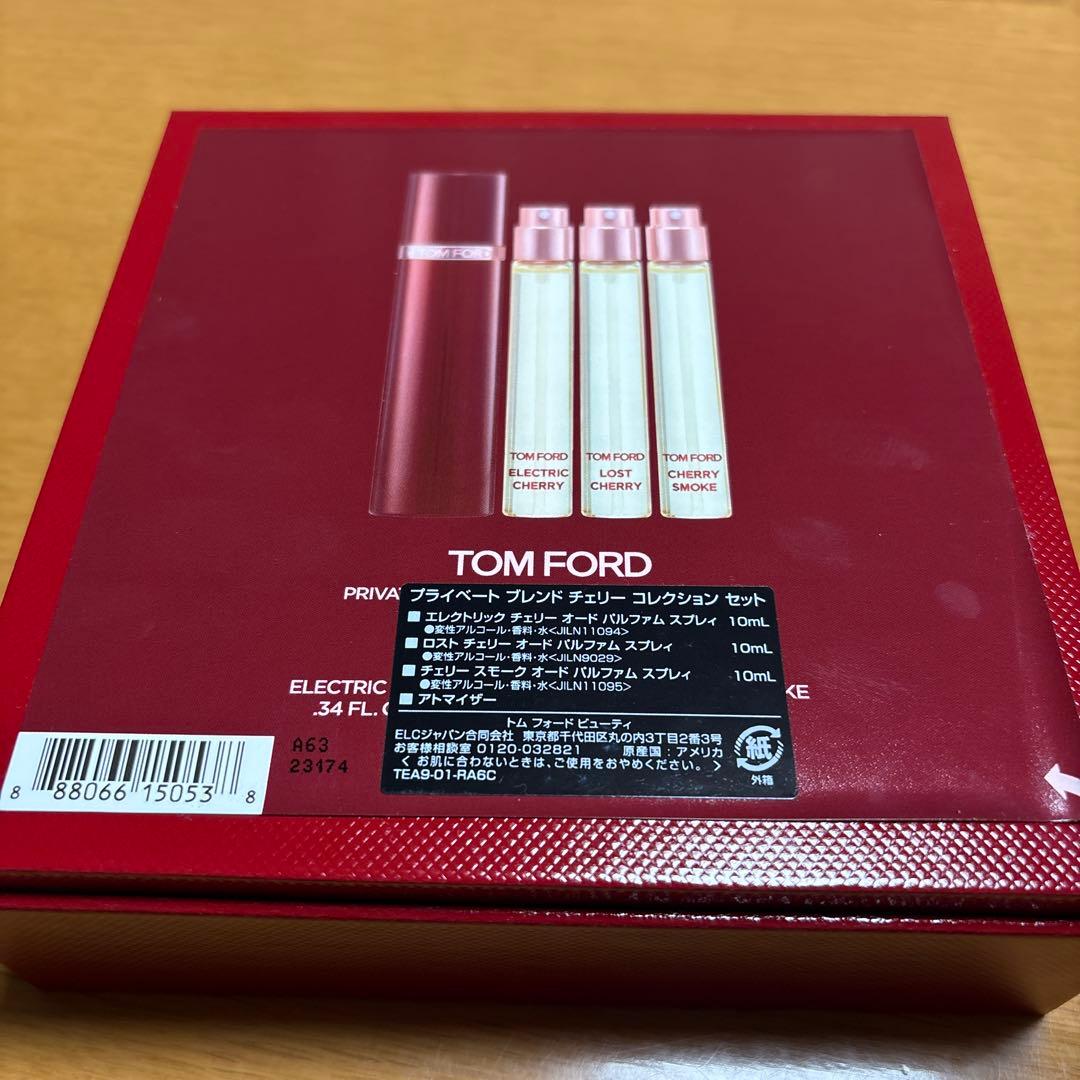 TOM FORD
TOM FORD
ELECTRIC
CHERRY
TOM FORD
LOST
CHERRY
TOM FORD
CHERRY
SMOKE
TOM FORD
プライベート ブレンド チェリー コレクション セット
■ エレクトリック チェリー オード パルファム スプレィ 10mL
●変性アルコール・香料・水<JILN11094>
■ ロスト チェリー オード パルファム スプレィ 10mL
●変性アルコール・香料・水<JILN9029>
■ チェリー スモーク オード パルファム スプレィ 10mL
●変性アルコール・香料・水<JILN11095>
■ アトマイザー
ELECTRIC
.34 FL.
トム フォード ビューティ
ELCジャパン合同会社 東京都千代田区丸の内3丁目2番3号
お客様相談室 0120-032821 原産国：アメリカ
< お肌に合わないときは、ご使用をおやめください。 >
TEA9-01-RA6C
紙
外箱
A63
23174
8 88066 15053 8